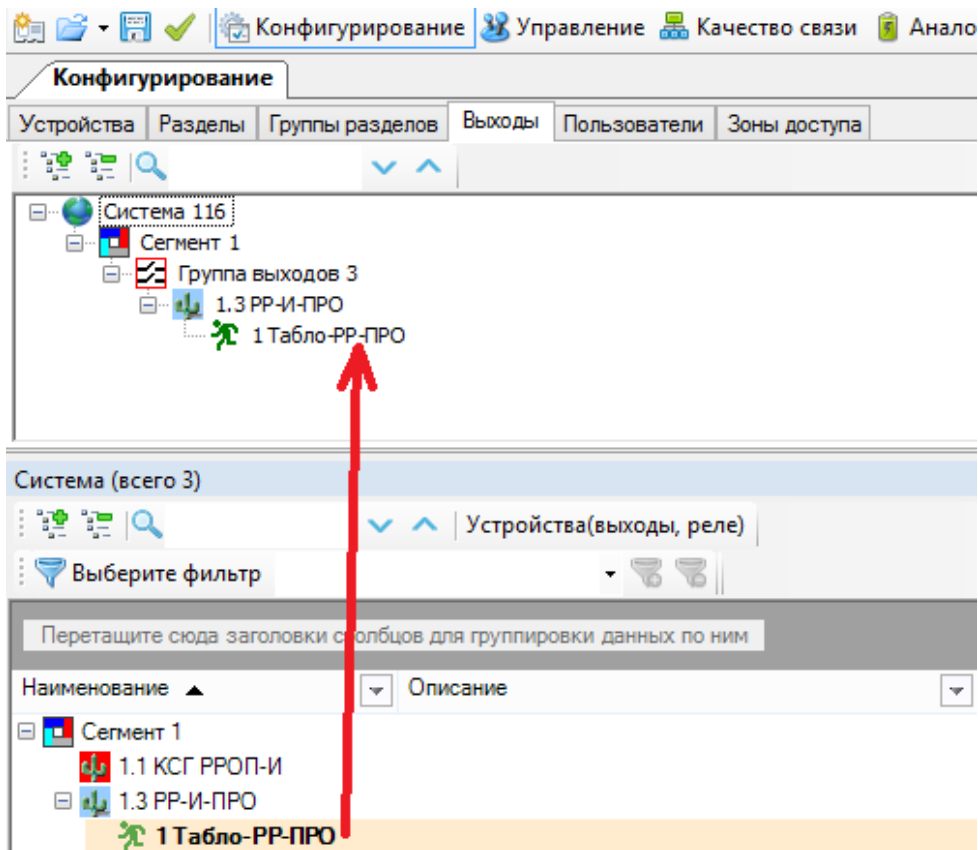 Конфигурирование Управление Качество связи Анало
Конфигурирование
Устройства Разделы Группы разделов Выходы Пользователи Зоны доступа
Система 116
Сегмент 1
Группа выходов 3
1.3 РР-И-ПРО
1 Табло-РР-ПРО
Система (всего 3)
Устройства(выходы, реле)
Выберите фильтр
Перетащите сюда заголовки столбцов для группировки данных по ним
Наименование Описание
Сегмент 1
1.1 КСГ РРОП-И
1.3 РР-И-ПРО
1 Табло-РР-ПРО